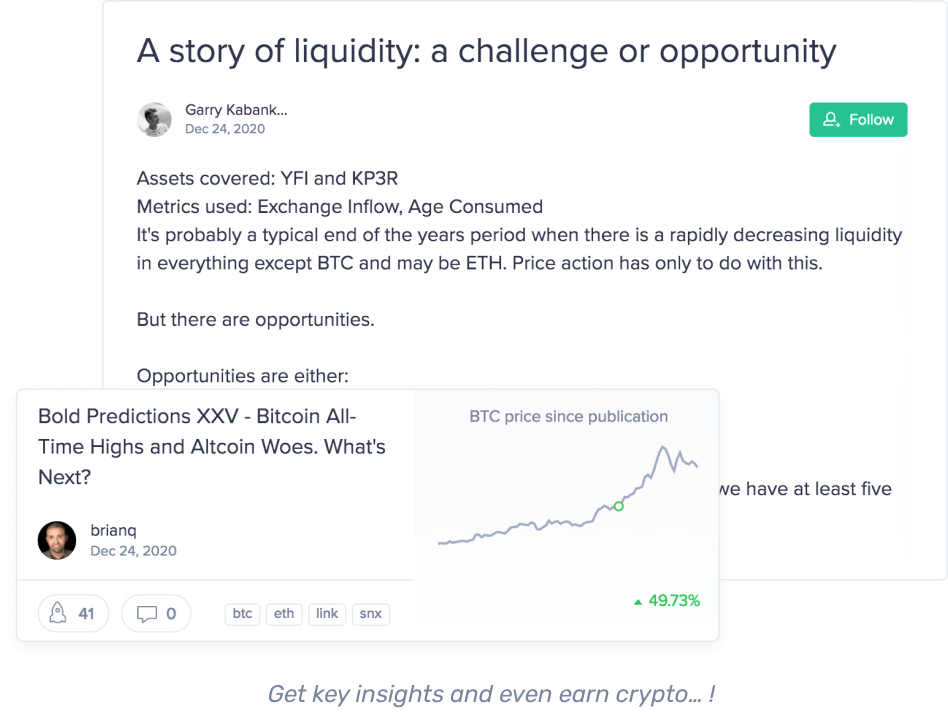 A story of liquidity: a challenge or opportunity
Garry Kabank...
Dec 24, 2020
Follow
Assets covered: YFI and KP3R
Metrics used: Exchange Inflow, Age Consumed
It's probably a typical end of the years period when there is a rapidly decreasing liquidity
in everything except BTC and may be ETH. Price action has only to do with this.
But there are opportunities.
Opportunities are either:
we have at least five
Bold Predictions XXV - Bitcoin All-
Time Highs and Altcoin Woes. What's
Next?
brianq
Dec 24, 2020
41
0
btc
eth
link
snx
BTC price since publication
49.73%
Get key insights and even earn crypto... !